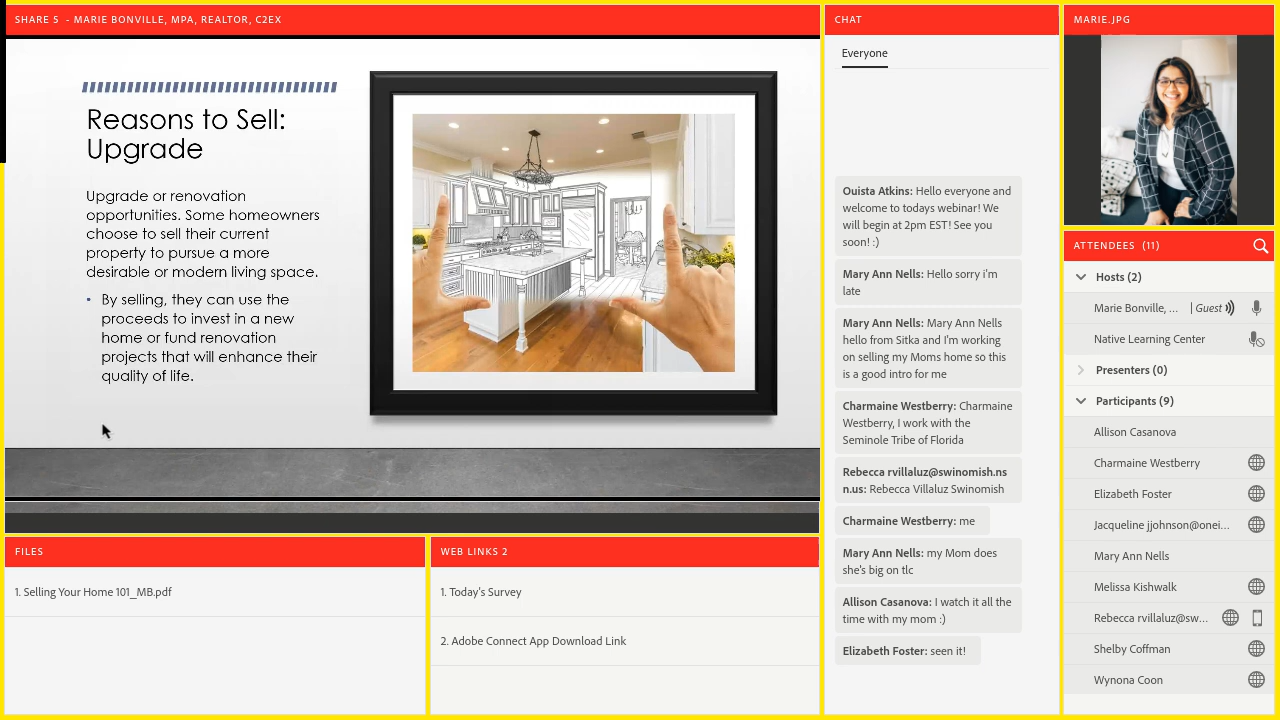 SHARE 5  - MARIE BONVILLE, MPA, REALTOR, C2EX
Reasons to Sell:
Upgrade
Upgrade or renovation
opportunities. Some homeowners
choose to sell their current
property to pursue a more
desirable or modern living space.
• By selling, they can use the
proceeds to invest in a new
home or fund renovation
projects that will enhance their
quality of life.
FILES
1. Selling Your Home 101_MB.pdf
WEB LINKS 2
1. Today's Survey
2. Adobe Connect App Download Link
CHAT
Everyone
Ouista Atkins: Hello everyone and
welcome to todays webinar! We
will begin at 2pm EST! See you
soon! :)
Mary Ann Nells: Hello sorry i'm
late
Mary Ann Nells: Mary Ann Nells
hello from Sitka and I'm working
on selling my Moms home so this
is a good intro for me
Charmaine Westberry: Charmaine
Westberry, I work with the
Seminole Tribe of Florida
Rebecca rvillaluz@swinomish.ns
n.us: Rebecca Villaluz Swinomish
Charmaine Westberry: me
Mary Ann Nells: my Mom does
she's big on tlc
Allison Casanova: I watch it all the
time with my mom :)
Elizabeth Foster: seen it!
MARIE.JPG
ATTENDEES (11)
Hosts (2)
Marie Bonville, ... | Guest
Native Learning Center
Presenters (0)
Participants (9)
Allison Casanova
Charmaine Westberry
Elizabeth Foster
Jacqueline jjohnson@onei...
Mary Ann Nells
Melissa Kishwalk
Rebecca rvillaluz@sw...
Shelby Coffman
Wynona Coon